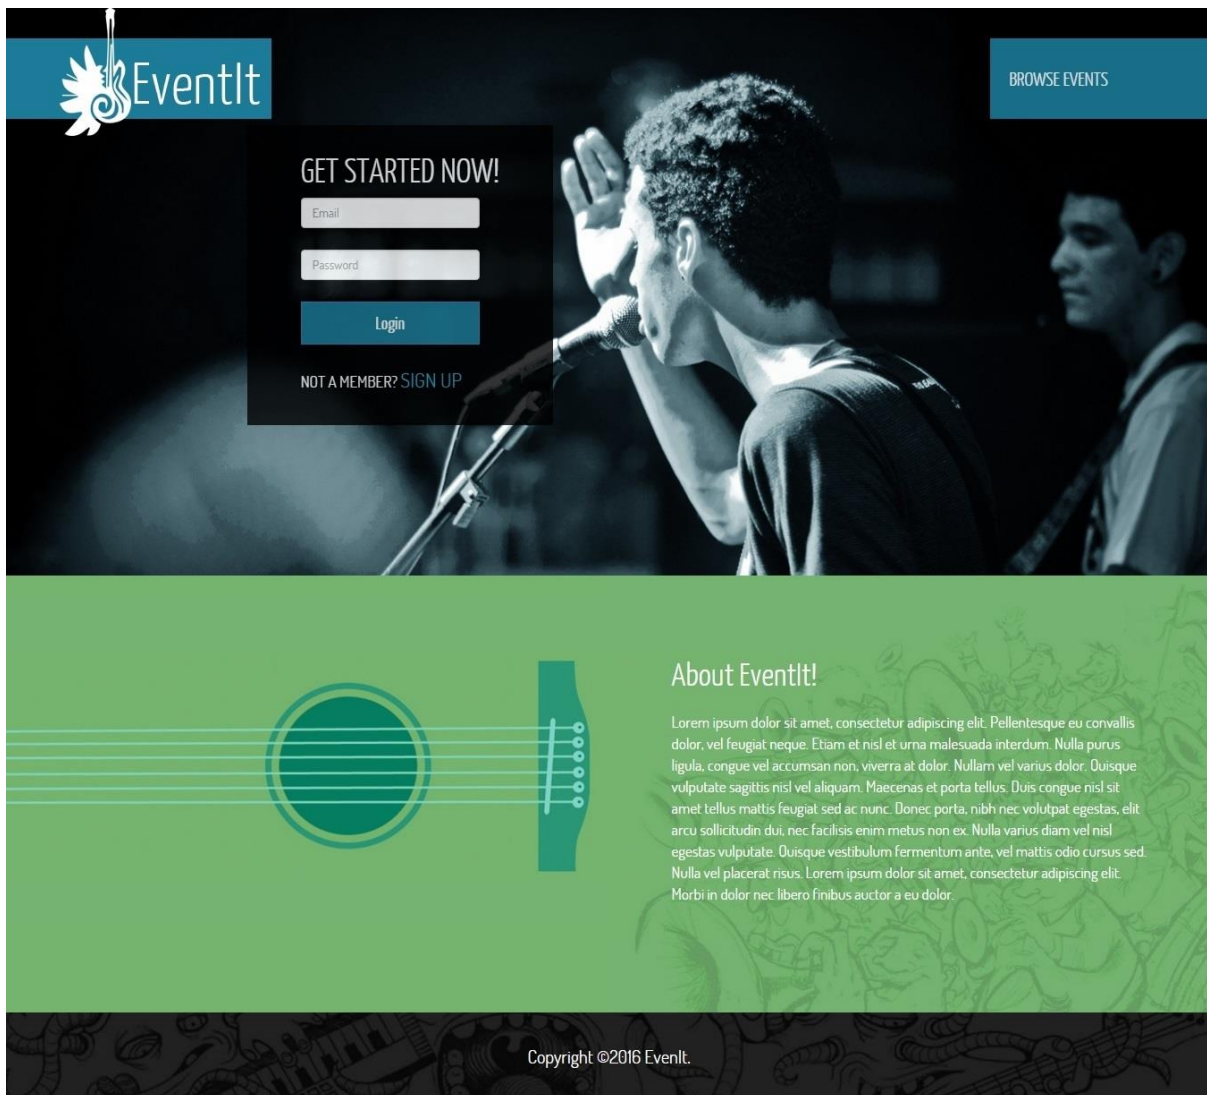 EventIt
BROWSE EVENTS
GET STARTED NOW!
Email
Password
Login
NOT A MEMBER? SIGN UP
About EventIt!
Lorem ipsum dolor sit amet, consectetur adipiscing elit. Pellentesque eu convallis
dolor, vel feugiat neque. Etiam et nisl et urna malesuada interdum. Nulla purus
ligula, congue vel accumsan non, viverra at dolor. Nullam vel varius dolor. Quisque
vulputate sagittis nisl vel aliquam. Maecenas et porta tellus. Duis congue nisl sit
amet tellus mattis feugiat sed ac nunc. Donec porta, nibh nec volutpat egestas, elit
arcu sollicitudin dui, nec facilisis enim metus non ex. Nulla varius diam vel nisl
egestas vulputate. Quisque vestibulum fermentum ante, vel mattis odio cursus sed.
Nulla vel placerat risus. Lorem ipsum dolor sit amet, consectetur adipiscing elit.
Morbi in dolor nec libero finibus auctor a eu dolor.
Copyright ©2016 EvenIt.